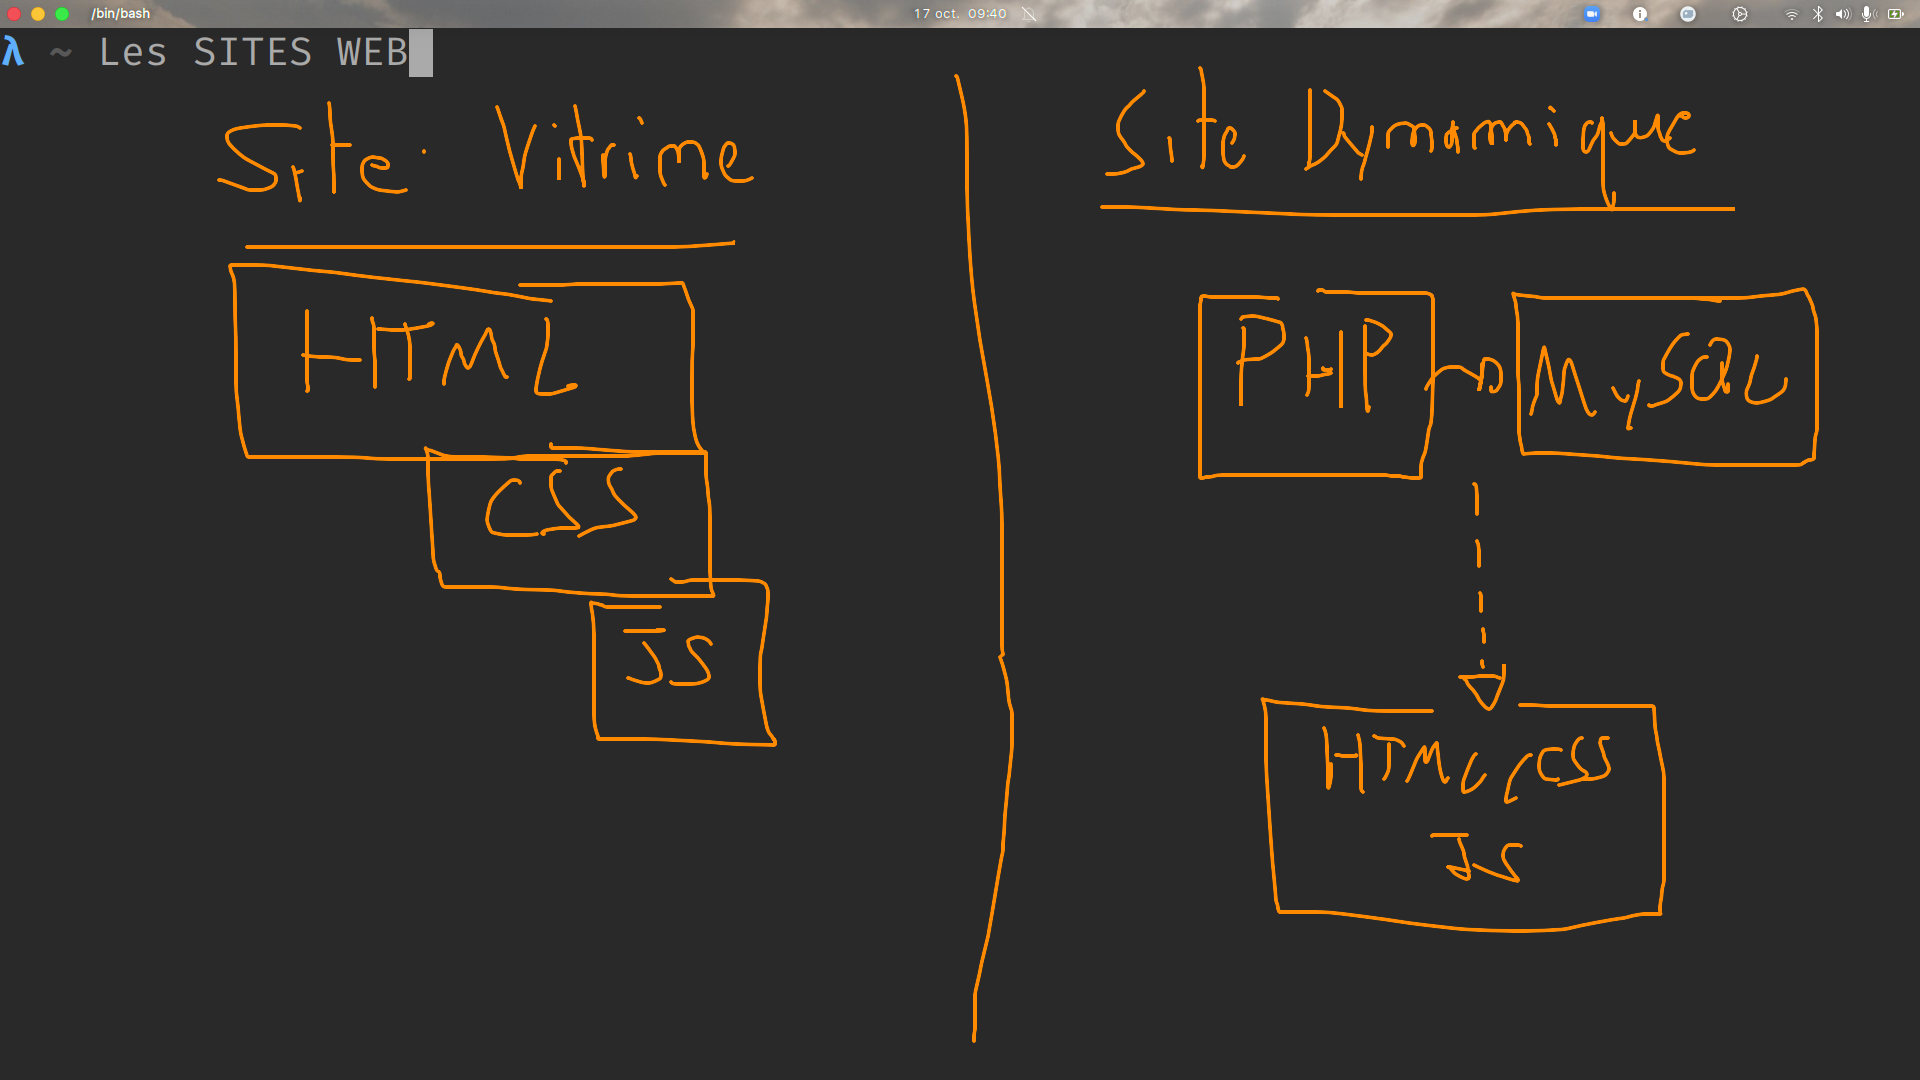 /bin/bash
17 oct. 09:40
λ ~ Les SITES WEB
Site Vitrine
HTML
CSS
JS
Site Dynamique
PHP
MySQL
HTML/CSS
JS